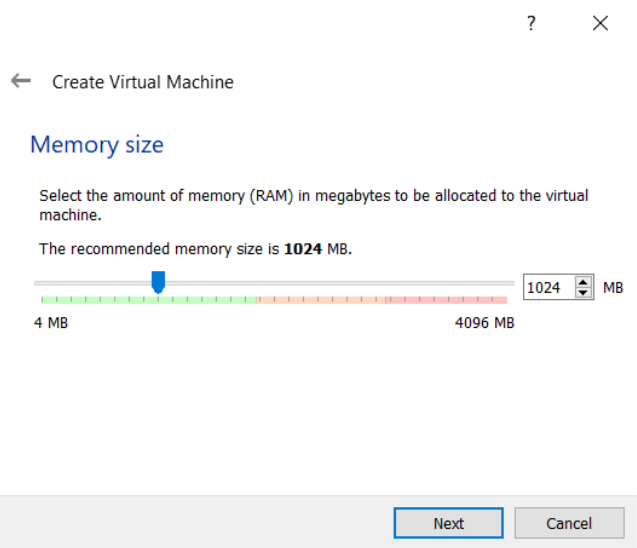 ?
Create Virtual Machine
Memory size
Select the amount of memory (RAM) in megabytes to be allocated to the virtual
machine.
The recommended memory size is 1024 MB.
1024 MB
4 MB 4096 MB
Next Cancel